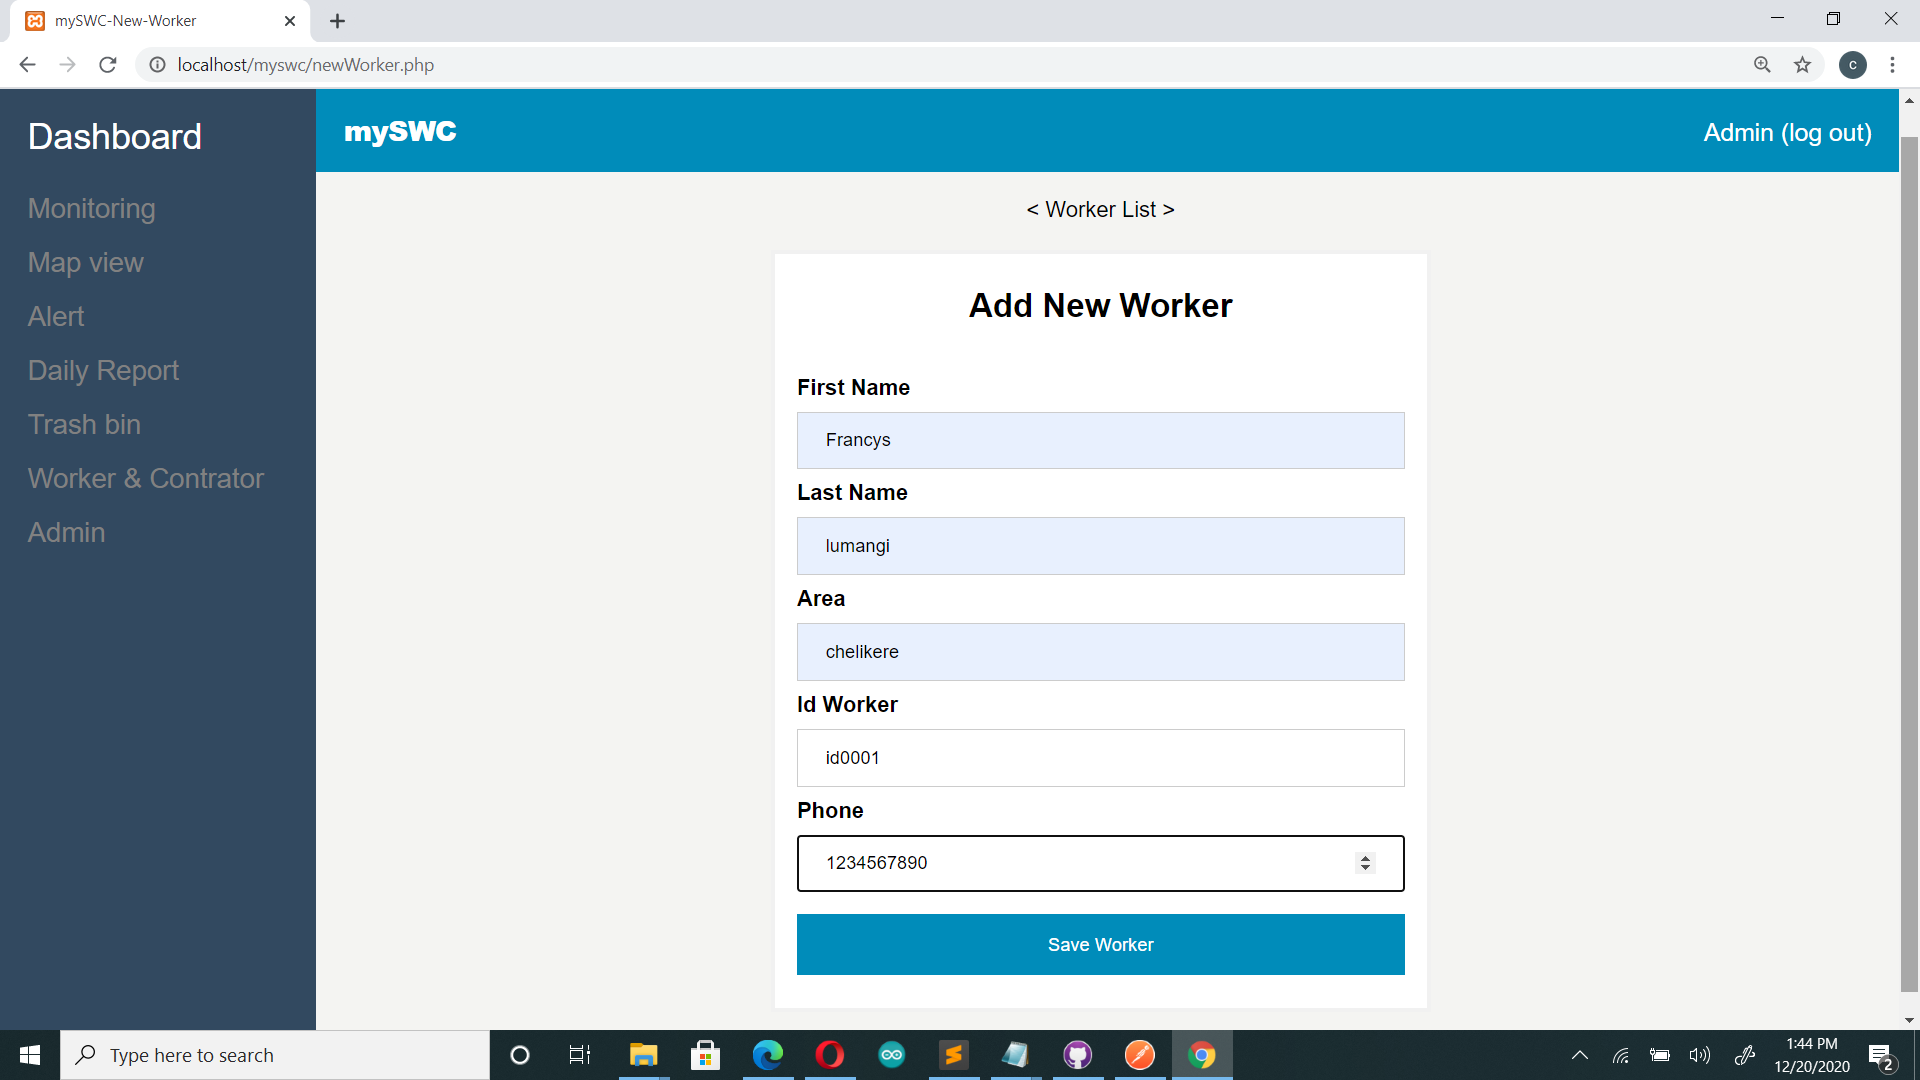 mySWC-New-Worker
localhost/myswc/newWorker.php
c
Dashboard
Monitoring
Map view
Alert
Daily Report
Trash bin
Worker & Contrator
Admin
mySWC
Admin (log out)
< Worker List >
Add New Worker
First Name
Francys
Last Name
lumangi
Area
chelikere
Id Worker
id0001
Phone
1234567890
Save Worker
Type here to search
1:44 PM
12/20/2020
2